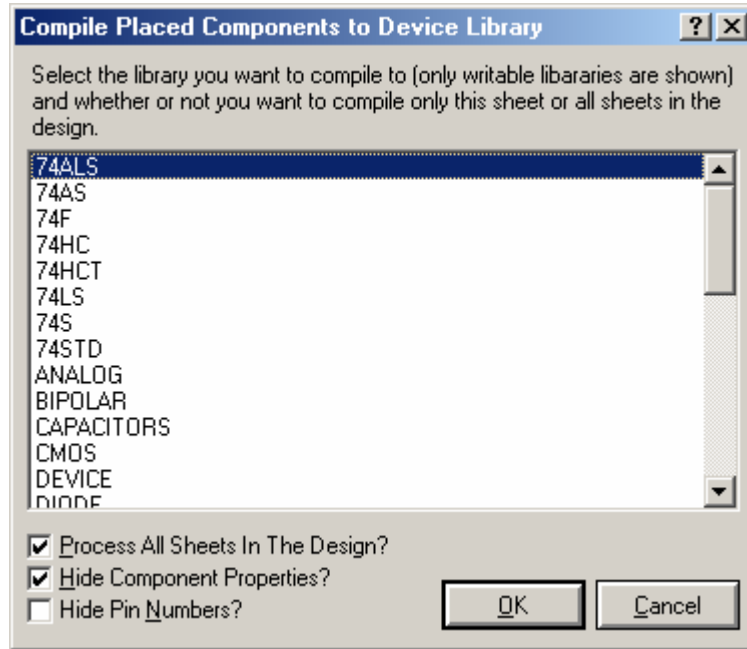 Compile Placed Components to Device Library
Select the library you want to compile to (only writable libararies are shown)
and whether or not you want to compile only this sheet or all sheets in the
design.
74ALS
74AS
74F
74HC
74HCT
74LS
74S
74STD
ANALOG
BIPOLAR
CAPACITORS
CMOS
DEVICE
DIODE
Process All Sheets In The Design?
Hide Component Properties?
Hide Pin Numbers?
OK
Cancel